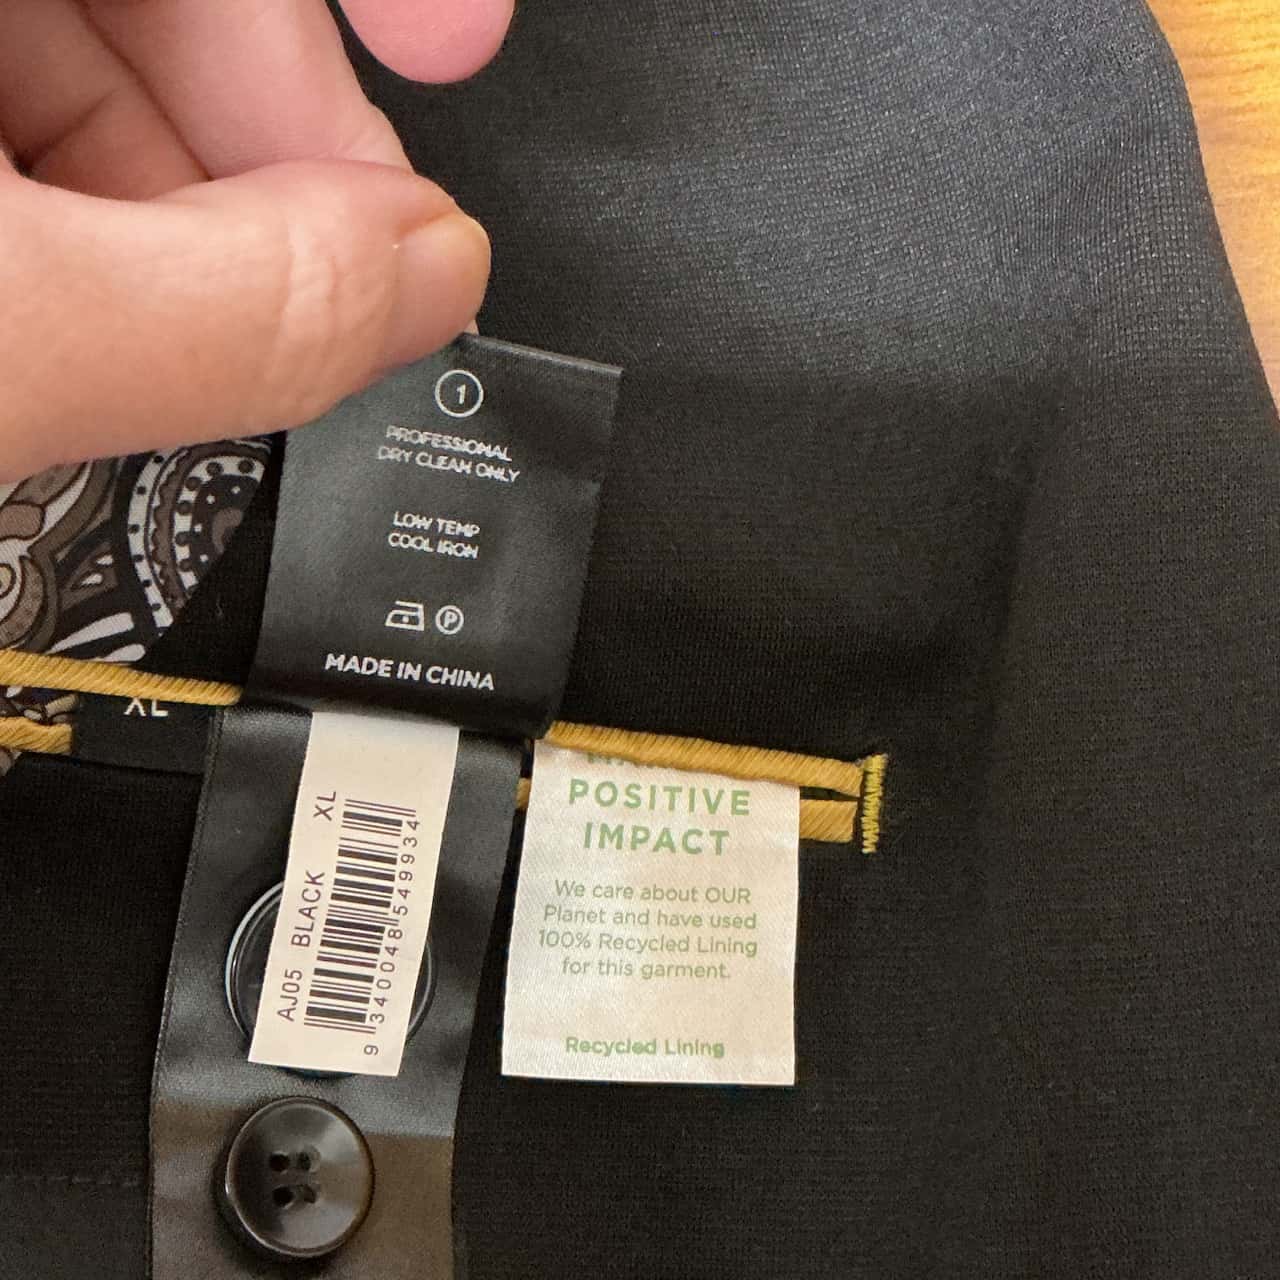 1
PROFESSIONAL
DRY CLEAN ONLY
LOW TEMP
COOL IRON
P
MADE IN CHINA
XL
AJ05 BLACK XL
9 340048 549934
POSITIVE
IMPACT
We care about OUR
Planet and have used
100% Recycled Lining
for this garment.
Recycled Lining